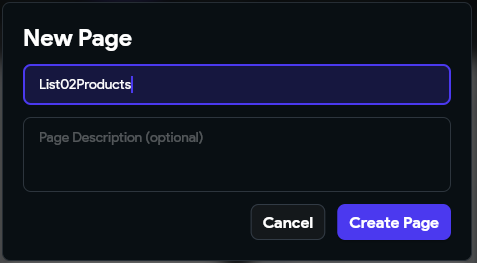 New Page
List02Products
Page Description (optional)
Cancel
Create Page